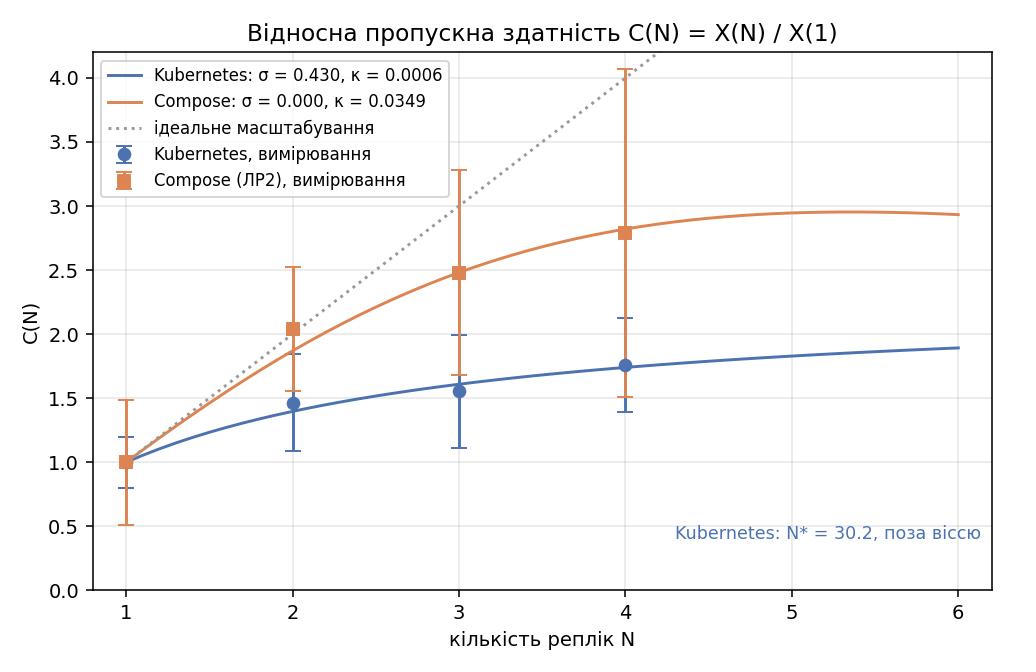 Відносна пропускна здатність C(N) = X(N) / X(1)
Kubernetes: σ = 0.430, κ = 0.0006
Compose: σ = 0.000, κ = 0.0349
ідеальне масштабування
Kubernetes, вимірювання
Compose (ЛР2), вимірювання
4.0
3.5
3.0
2.5
2.0
1.5
1.0
0.5
0.0
C(N)
Kubernetes: N* = 30.2, поза віссю
1 2 3 4 5 6
кількість реплік N